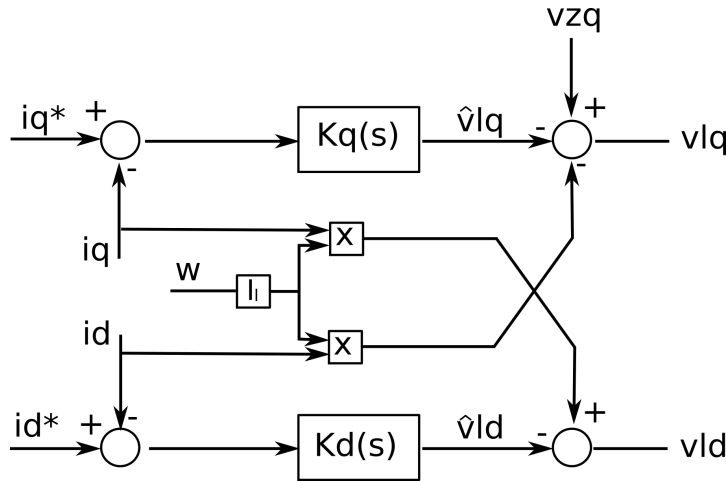 vzq
iq* + Kq(s) v̂lq - + vlq
- -
iq x
w lₗ
id x
id* + - Kd(s) v̂ld - + vld